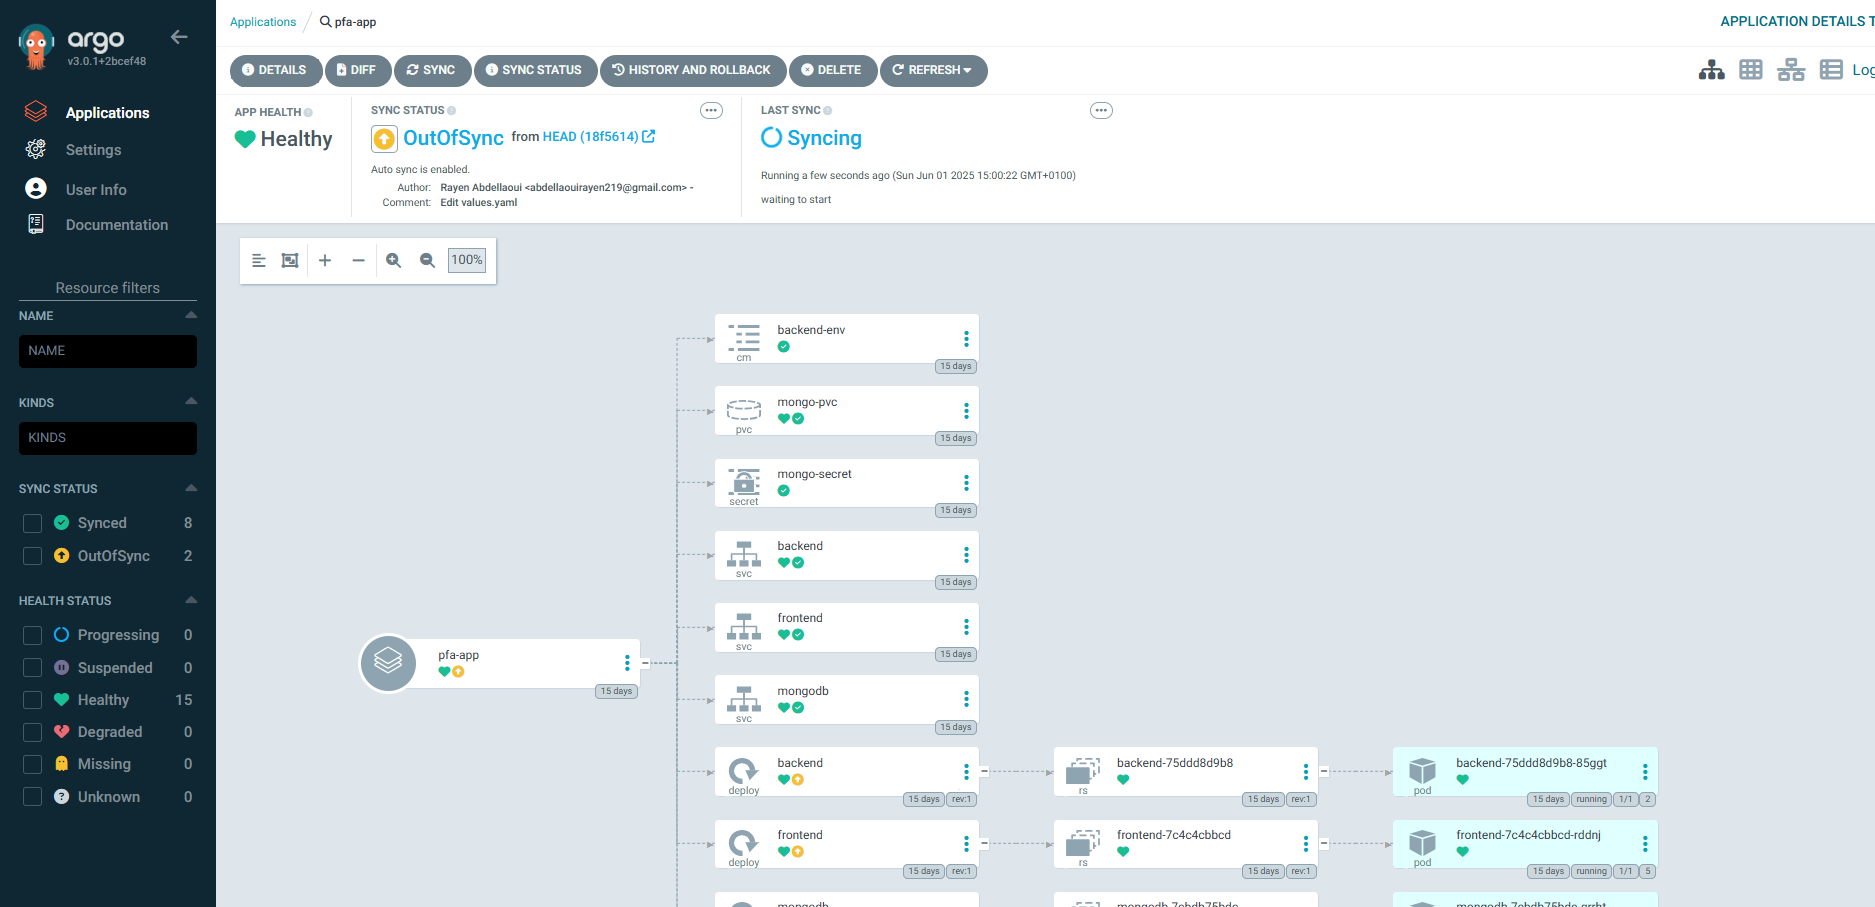 argo
v3.0.1+2bcef48
Applications
Settings
User Info
Documentation
Resource filters
NAME
NAME
KINDS
KINDS
SYNC STATUS
Synced 8
OutOfSync 2
HEALTH STATUS
Progressing 0
Suspended 0
Healthy 15
Degraded 0
Missing 0
Unknown 0
Applications / pfa-app
APPLICATION DETAILS T
DETAILS DIFF SYNC SYNC STATUS HISTORY AND ROLLBACK DELETE REFRESH
Log
APP HEALTH
Healthy
SYNC STATUS
OutOfSync from HEAD (18f5614)
Auto sync is enabled.
Author: Rayen Abdellaoui <abdellaouirayen219@gmail.com> -
Comment: Edit values.yaml
LAST SYNC
Syncing
Running a few seconds ago (Sun Jun 01 2025 15:00:22 GMT+0100)
waiting to start
100%
pfa-app
15 days
backend-env
cm
15 days
mongo-pvc
pvc
15 days
mongo-secret
secret
15 days
backend
svc
15 days
frontend
svc
15 days
mongodb
svc
15 days
backend
deploy
15 days rev:1
backend-75ddd8d9b8
rs
15 days rev:1
backend-75ddd8d9b8-85ggt
pod
15 days running 1/1 2
frontend
deploy
15 days rev:1
frontend-7c4c4cbbcd
rs
15 days rev:1
frontend-7c4c4cbbcd-rddnj
pod
15 days running 1/1 5
mongodb